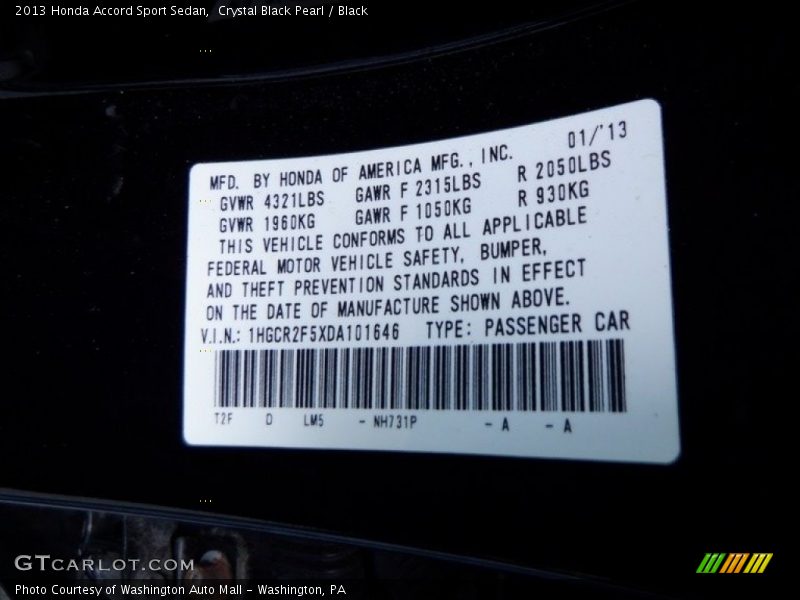 2013 Honda Accord Sport Sedan,  Crystal Black Pearl / Black
01/'13
MFD. BY HONDA OF AMERICA MFG., INC.
GVWR 4321LBS GAWR F 2315LBS R 2050LBS
GVWR 1960KG GAWR F 1050KG R 930KG
THIS VEHICLE CONFORMS TO ALL APPLICABLE
FEDERAL MOTOR VEHICLE SAFETY, BUMPER,
AND THEFT PREVENTION STANDARDS IN EFFECT
ON THE DATE OF MANUFACTURE SHOWN ABOVE.
V.I.N.: 1HGCR2F5XDA101646 TYPE: PASSENGER CAR
T2F D LM5 - NH731P - A - A
GTCARLOT.COM
Photo Courtesy of Washington Auto Mall - Washington, PA